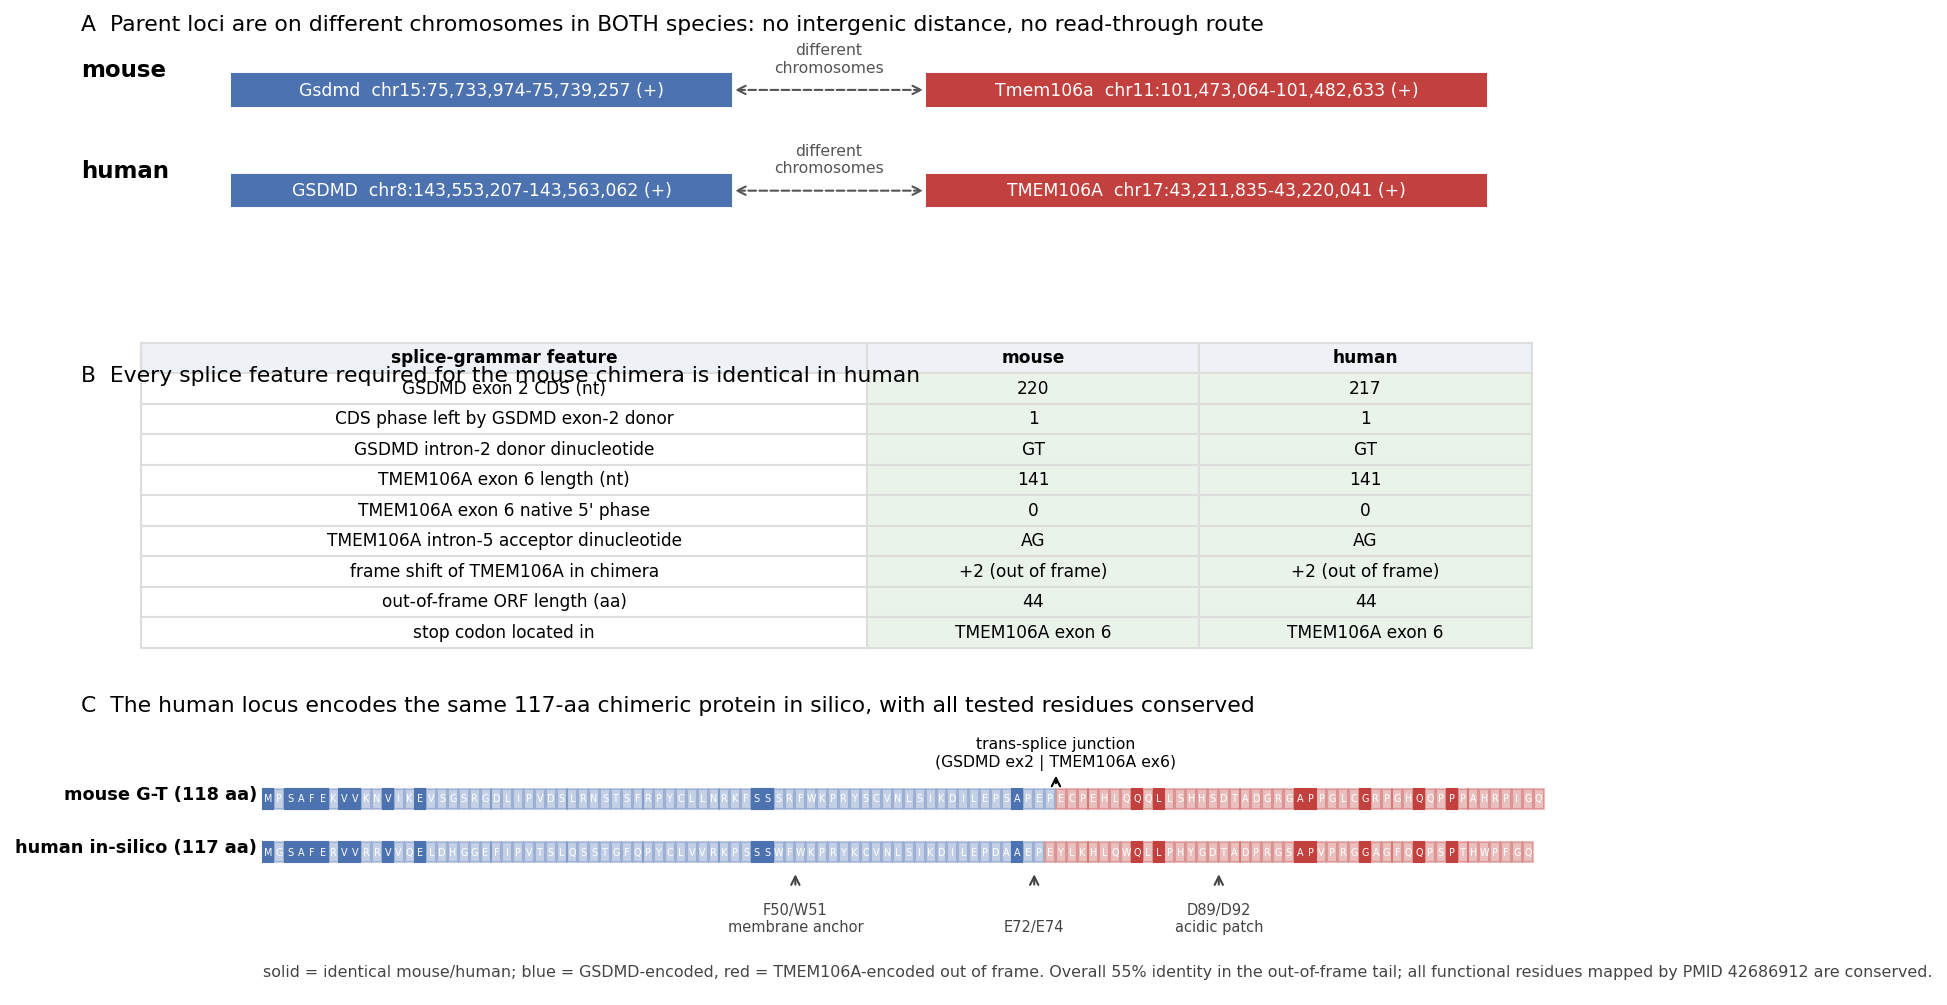 A  Parent loci are on different chromosomes in BOTH species: no intergenic distance, no read-through route
mouse
different
chromosomes
Gsdmd  chr15:75,733,974-75,739,257 (+)
Tmem106a  chr11:101,473,064-101,482,633 (+)
human
different
chromosomes
GSDMD  chr8:143,553,207-143,563,062 (+)
TMEM106A  chr17:43,211,835-43,220,041 (+)
B  Every splice feature required for the mouse chimera is identical in human
splice-grammar feature mouse human
GSDMD exon 2 CDS (nt) 220 217
CDS phase left by GSDMD exon-2 donor 1 1
GSDMD intron-2 donor dinucleotide GT GT
TMEM106A exon 6 length (nt) 141 141
TMEM106A exon 6 native 5' phase 0 0
TMEM106A intron-5 acceptor dinucleotide AG AG
frame shift of TMEM106A in chimera +2 (out of frame) +2 (out of frame)
out-of-frame ORF length (aa) 44 44
stop codon located in TMEM106A exon 6 TMEM106A exon 6
C  The human locus encodes the same 117-aa chimeric protein in silico, with all tested residues conserved
trans-splice junction
(GSDMD ex2 | TMEM106A ex6)
mouse G-T (118 aa) MPSAFEKVVKNVIKEVSGSRGDLIPVDSLRNSTSFRPYCLLNRKFSSSRFWKPRYSCVNLSIKDILEPSAPEPECPEHLQQQLLSHHSDTADGRGAPPGLCGRPGHQQPPPAHRPIGQ
human in-silico (117 aa) MGSAFERVVRRVVQELDHGGEFIPVTSLQSSTGFQPYCLVVRKPSSSWFWKPRYKCVNLSIKDILEPDAAEPEYLKHLQWQLLPHYGDTADPRGSAPVPRGGAGFQQPSPTHWPFGQ
F50/W51
membrane anchor
E72/E74
D89/D92
acidic patch
solid = identical mouse/human; blue = GSDMD-encoded, red = TMEM106A-encoded out of frame. Overall 55% identity in the out-of-frame tail; all functional residues mapped by PMID 42686912 are conserved.